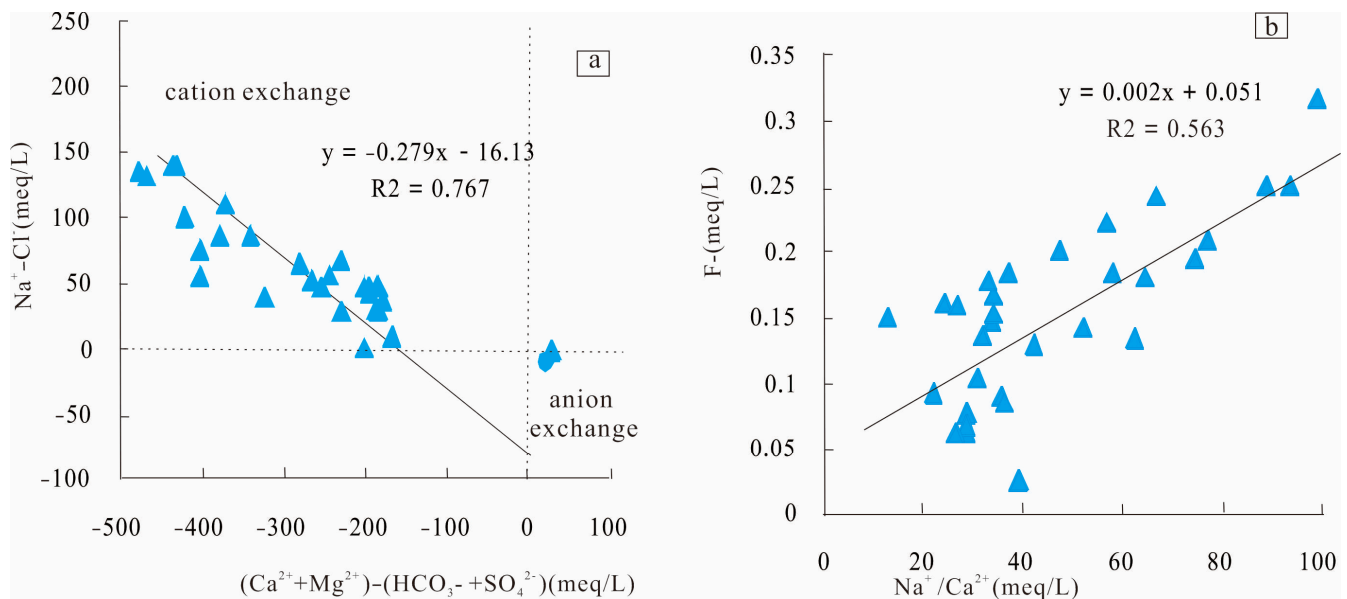 a
cation exchange
y = -0.279x - 16.13
R2 = 0.767
anion
exchange
250
200
150
100
50
0
-50
-100
Na⁺-Cl⁻(meq/L)
-500 -400 -300 -200 -100 0 100
(Ca²⁺+Mg²⁺)-(HCO₃- +SO₄²⁻)(meq/L)
b
y = 0.002x + 0.051
R2 = 0.563
0.35
0.3
0.25
0.2
0.15
0.1
0.05
0
F-(meq/L)
0 20 40 60 80 100
Na⁺/Ca²⁺(meq/L)